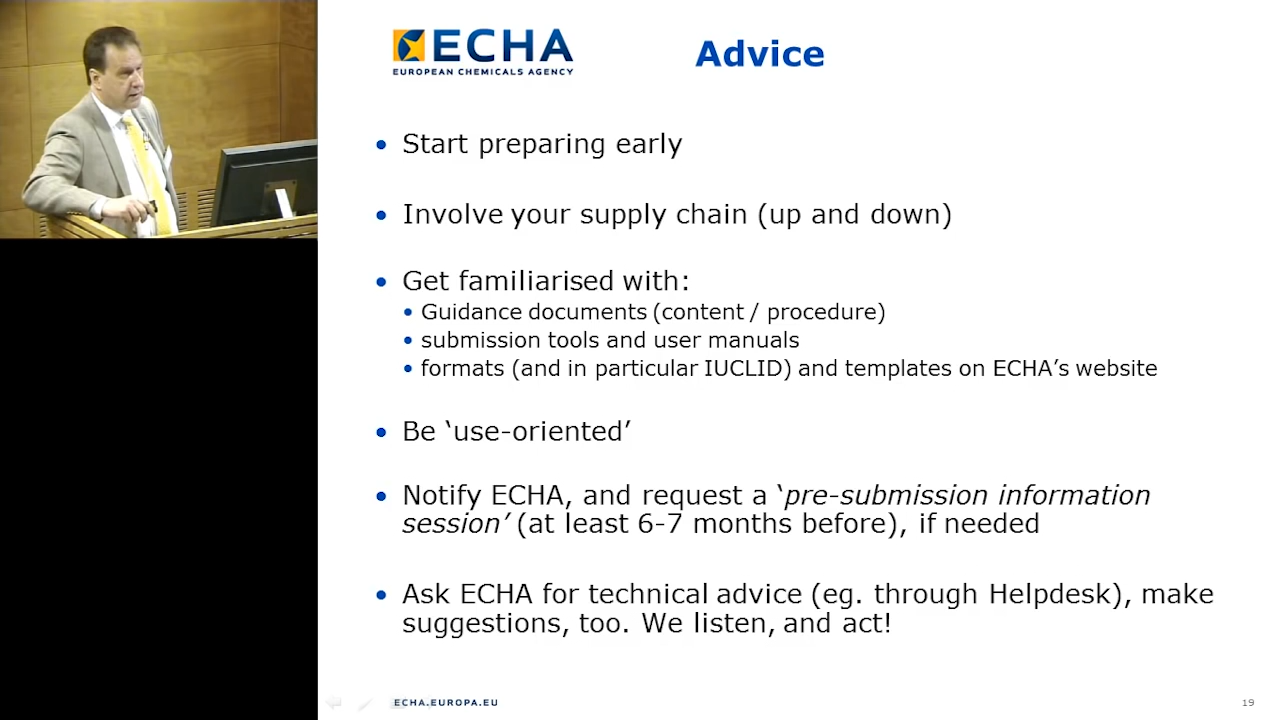 ECHA
EUROPEAN CHEMICALS AGENCY
Advice
• Start preparing early
• Involve your supply chain (up and down)
• Get familiarised with:
• Guidance documents (content / procedure)
• submission tools and user manuals
• formats (and in particular IUCLID) and templates on ECHA’s website
• Be ‘use-oriented’
• Notify ECHA, and request a ‘pre-submission information
session’ (at least 6-7 months before), if needed
• Ask ECHA for technical advice (eg. through Helpdesk), make
suggestions, too. We listen, and act!
ECHA.EUROPA.EU
19